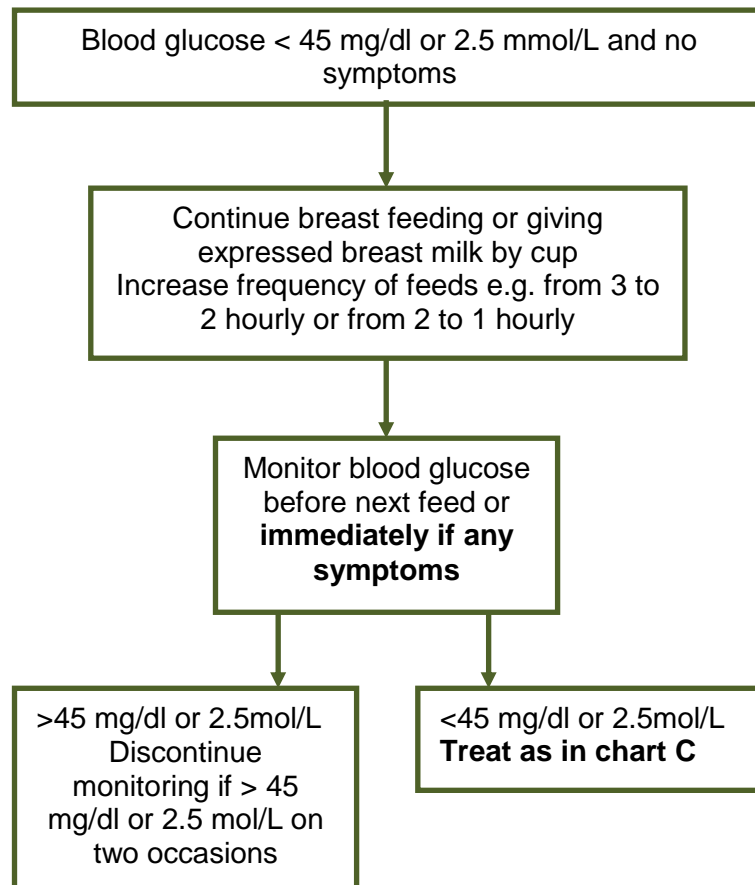 Blood glucose < 45 mg/dl or 2.5 mmol/L and no
symptoms
Continue breast feeding or giving
expressed breast milk by cup
Increase frequency of feeds e.g. from 3 to
2 hourly or from 2 to 1 hourly
Monitor blood glucose
before next feed or
immediately if any
symptoms
>45 mg/dl or 2.5mol/L
Discontinue
monitoring if > 45
mg/dl or 2.5 mol/L on
two occasions
<45 mg/dl or 2.5mol/L
Treat as in chart C